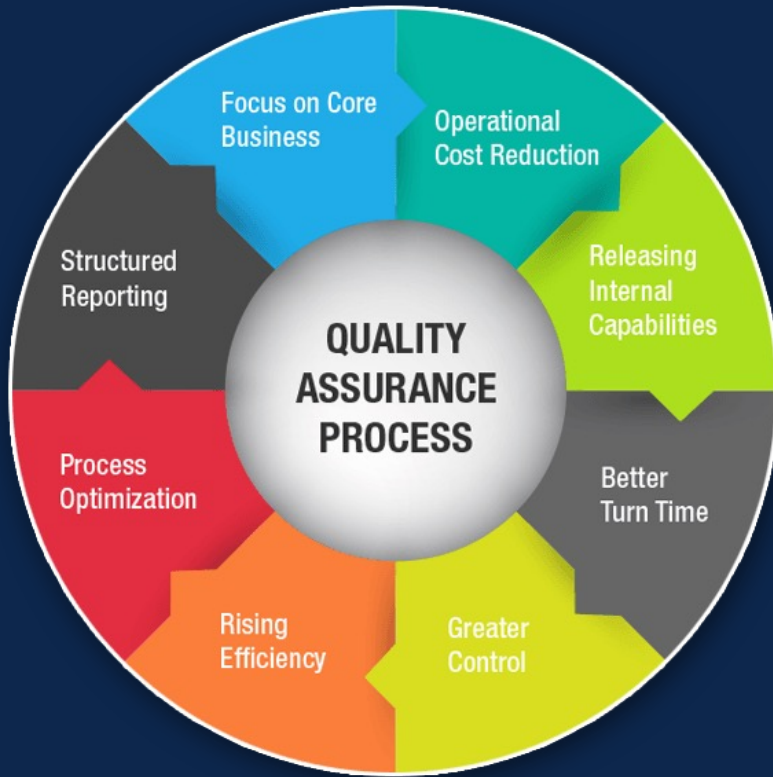 Focus on Core
Business
Operational
Cost Reduction
Releasing
Internal
Capabilities
Better
Turn Time
Greater
Control
Rising
Efficiency
Process
Optimization
Structured
Reporting
QUALITY
ASSURANCE
PROCESS